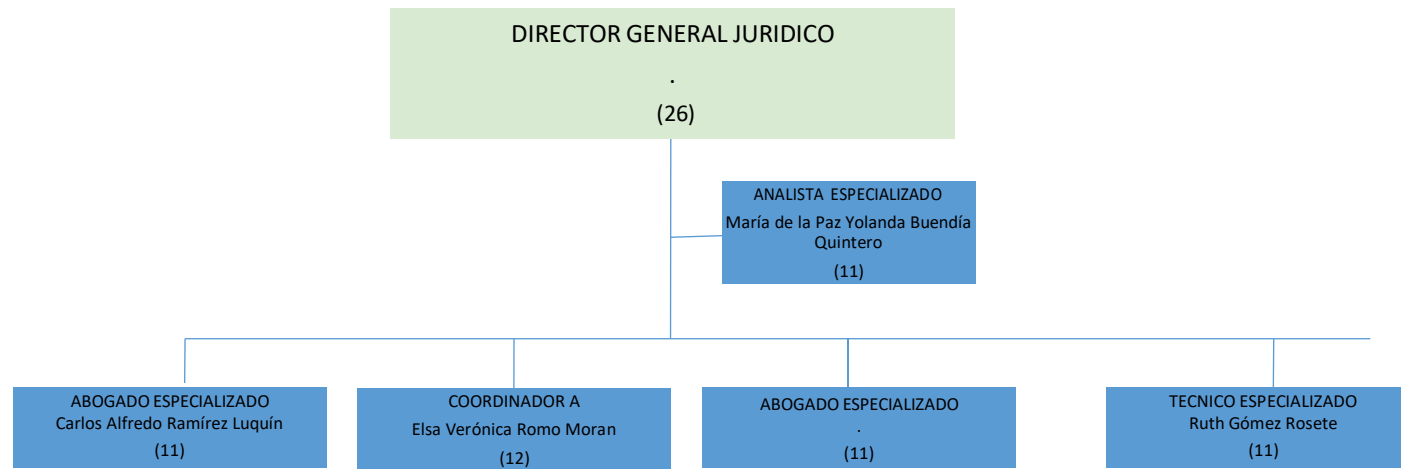 DIRECTOR GENERAL JURIDICO
.
(26)
ANALISTA ESPECIALIZADO
María de la Paz Yolanda Buendía
Quintero
(11)
ABOGADO ESPECIALIZADO
Carlos Alfredo Ramírez Luquín
(11)
COORDINADOR A
Elsa Verónica Romo Moran
(12)
ABOGADO ESPECIALIZADO
.
(11)
TECNICO ESPECIALIZADO
Ruth Gómez Rosete
(11)